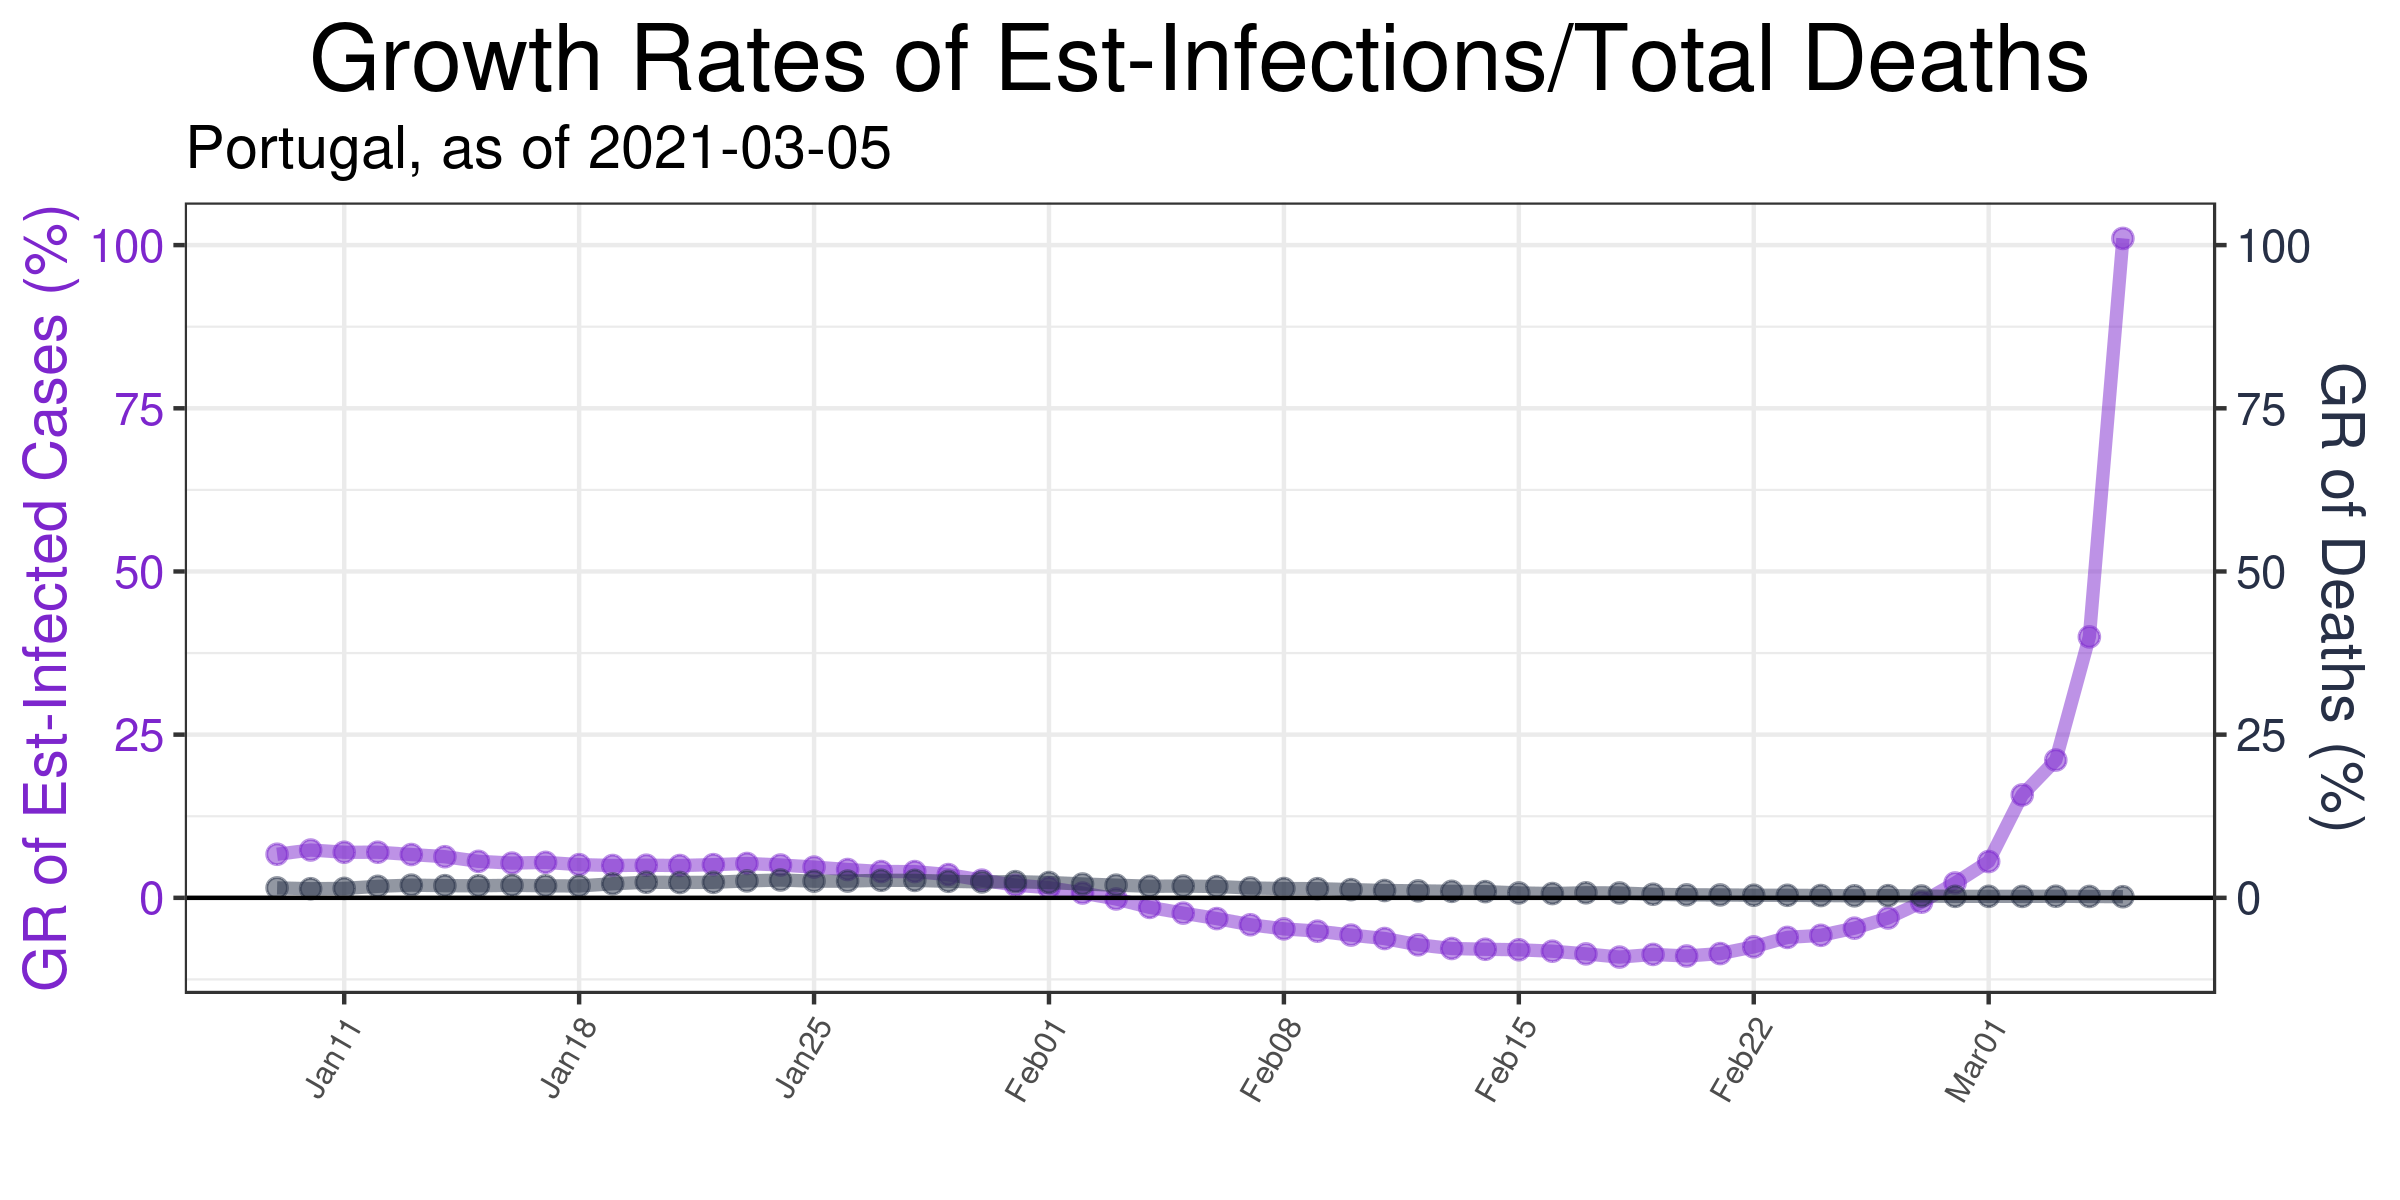 Growth Rates of Est-Infections/Total Deaths
Portugal, as of 2021-03-05
GR of Est-Infected Cases (%)
100
75
50
25
0
100
75
50
25
0
GR of Deaths (%)
Jan11
Jan18
Jan25
Feb01
Feb08
Feb15
Feb22
Mar01